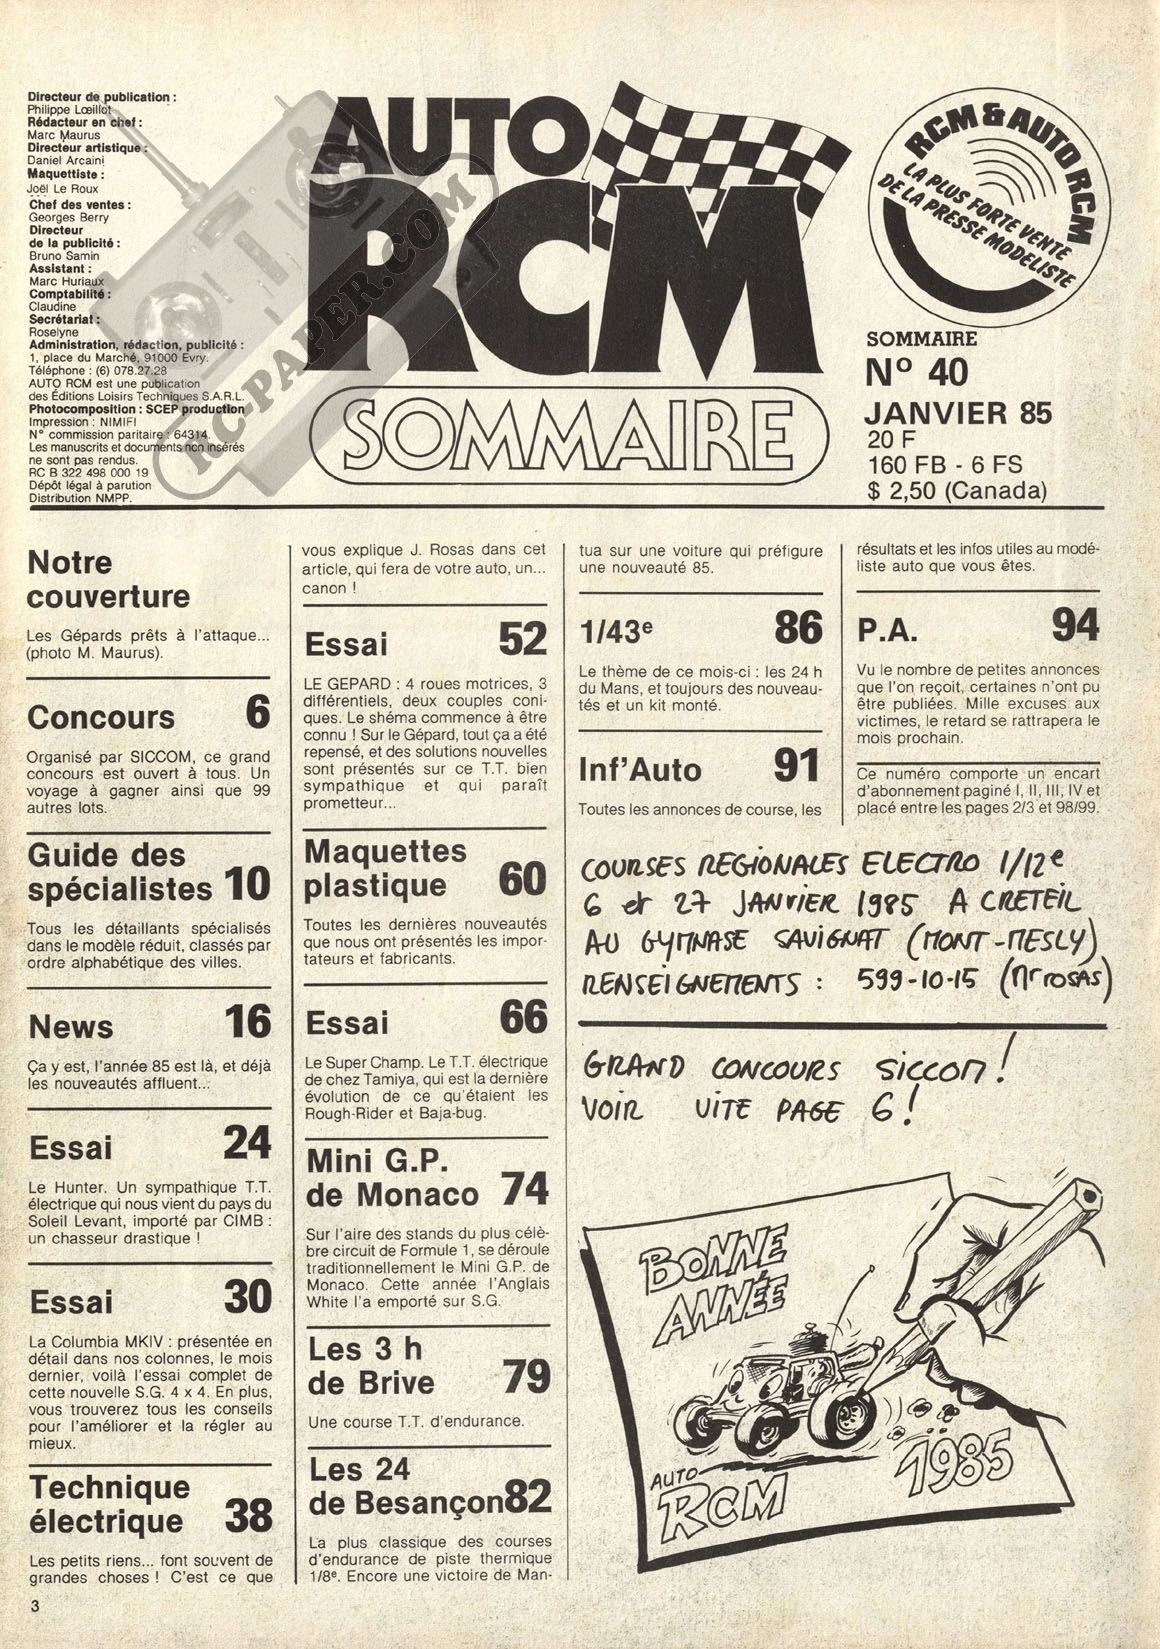 Directeur de publication :
Philippe Lœillot
Rédacteur en chef :
Marc Maurus
Directeur artistique :
Daniel Arcaini
Maquettiste :
Joël Le Roux
Chef des ventes :
Georges Berry
Directeur
de la publicité :
Bruno Samin
Assistant :
Marc Huriaux
Comptabilité :
Claudine
Secrétariat :
Roselyne
Administration, rédaction, publicité :
1, place du Marché, 91000 Evry.
Téléphone : (6) 078.27.28
AUTO RCM est une publication
des Éditions Loisirs Techniques S.A.R.L.
Photocomposition : SCEP production
Impression : NIMIFI
N° commission paritaire : 64314.
Les manuscrits et documents non insérés
ne sont pas rendus.
RC B 322 498 000 19
Dépôt légal à parution
Distribution NMPP.
RC-PAPER.COM
AUTO
RCM
SOMMAIRE
RCM & AUTO RCM
LA PLUS FORTE VENTE
DE LA PRESSE MODELISTE
SOMMAIRE
N° 40
JANVIER 85
20 F
160 FB - 6 FS
$ 2,50 (Canada)
Notre
couverture
Les Gépards prêts à l'attaque...
(photo M. Maurus).
Concours 6
Organisé par SICCOM, ce grand
concours est ouvert à tous. Un
voyage à gagner ainsi que 99
autres lots.
Guide des
spécialistes 10
Tous les détaillants spécialisés
dans le modèle réduit, classés par
ordre alphabétique des villes.
News 16
Ça y est, l'année 85 est là, et déjà
les nouveautés affluent...
Essai 24
Le Hunter. Un sympathique T.T.
électrique qui nous vient du pays du
Soleil Levant, importé par CIMB :
un chasseur drastique !
Essai 30
La Columbia MKIV : présentée en
détail dans nos colonnes, le mois
dernier, voilà l'essai complet de
cette nouvelle S.G. 4 x 4. En plus,
vous trouverez tous les conseils
pour l'améliorer et la régler au
mieux.
Technique
électrique 38
Les petits riens... font souvent de
grandes choses ! C'est ce que
vous explique J. Rosas dans cet
article, qui fera de votre auto, un...
canon !
Essai 52
LE GEPARD : 4 roues motrices, 3
différentiels, deux couples coni-
ques. Le shéma commence à être
connu ! Sur le Gépard, tout ça a été
repensé, et des solutions nouvelles
sont présentés sur ce T.T. bien
sympathique et qui paraît
prometteur...
Maquettes
plastique 60
Toutes les dernières nouveautés
que nous ont présentés les impor-
tateurs et fabricants.
Essai 66
Le Super Champ. Le T.T. électrique
de chez Tamiya, qui est la dernière
évolution de ce qu'étaient les
Rough-Rider et Baja-bug.
Mini G.P.
de Monaco 74
Sur l'aire des stands du plus célè-
bre circuit de Formule 1, se déroule
traditionnellement le Mini G.P. de
Monaco. Cette année l'Anglais
White l'a emporté sur S.G.
Les 3 h
de Brive 79
Une course T.T. d'endurance.
Les 24
de Besançon 82
La plus classique des courses
d'endurance de piste thermique
1/8e. Encore une victoire de Man-
tua sur une voiture qui préfigure
une nouveauté 85.
1/43e 86
Le thème de ce mois-ci : les 24 h
du Mans, et toujours des nouveau-
tés et un kit monté.
Inf'Auto 91
Toutes les annonces de course, les
résultats et les infos utiles au modé-
liste auto que vous êtes.
P.A. 94
Vu le nombre de petites annonces
que l'on reçoit, certaines n'ont pu
être publiées. Mille excuses aux
victimes, le retard se rattrapera le
mois prochain.
Ce numéro comporte un encart
d'abonnement paginé I, II, III, IV et
placé entre les pages 2/3 et 98/99.
COURSES REGIONALES ELECTRO 1/12e
6 et 27 JANVIER 1985 A CRETEIL
AU GYMNASE SAVIGNAT (MONT-MESLY)
RENSEIGNEMENTS : 599-10-15 (Mr ROSAS)
GRAND CONCOURS SICCOM !
VOIR VITE PAGE 6 !
BONNE
ANNÉE
1985
AUTO
RCM
3